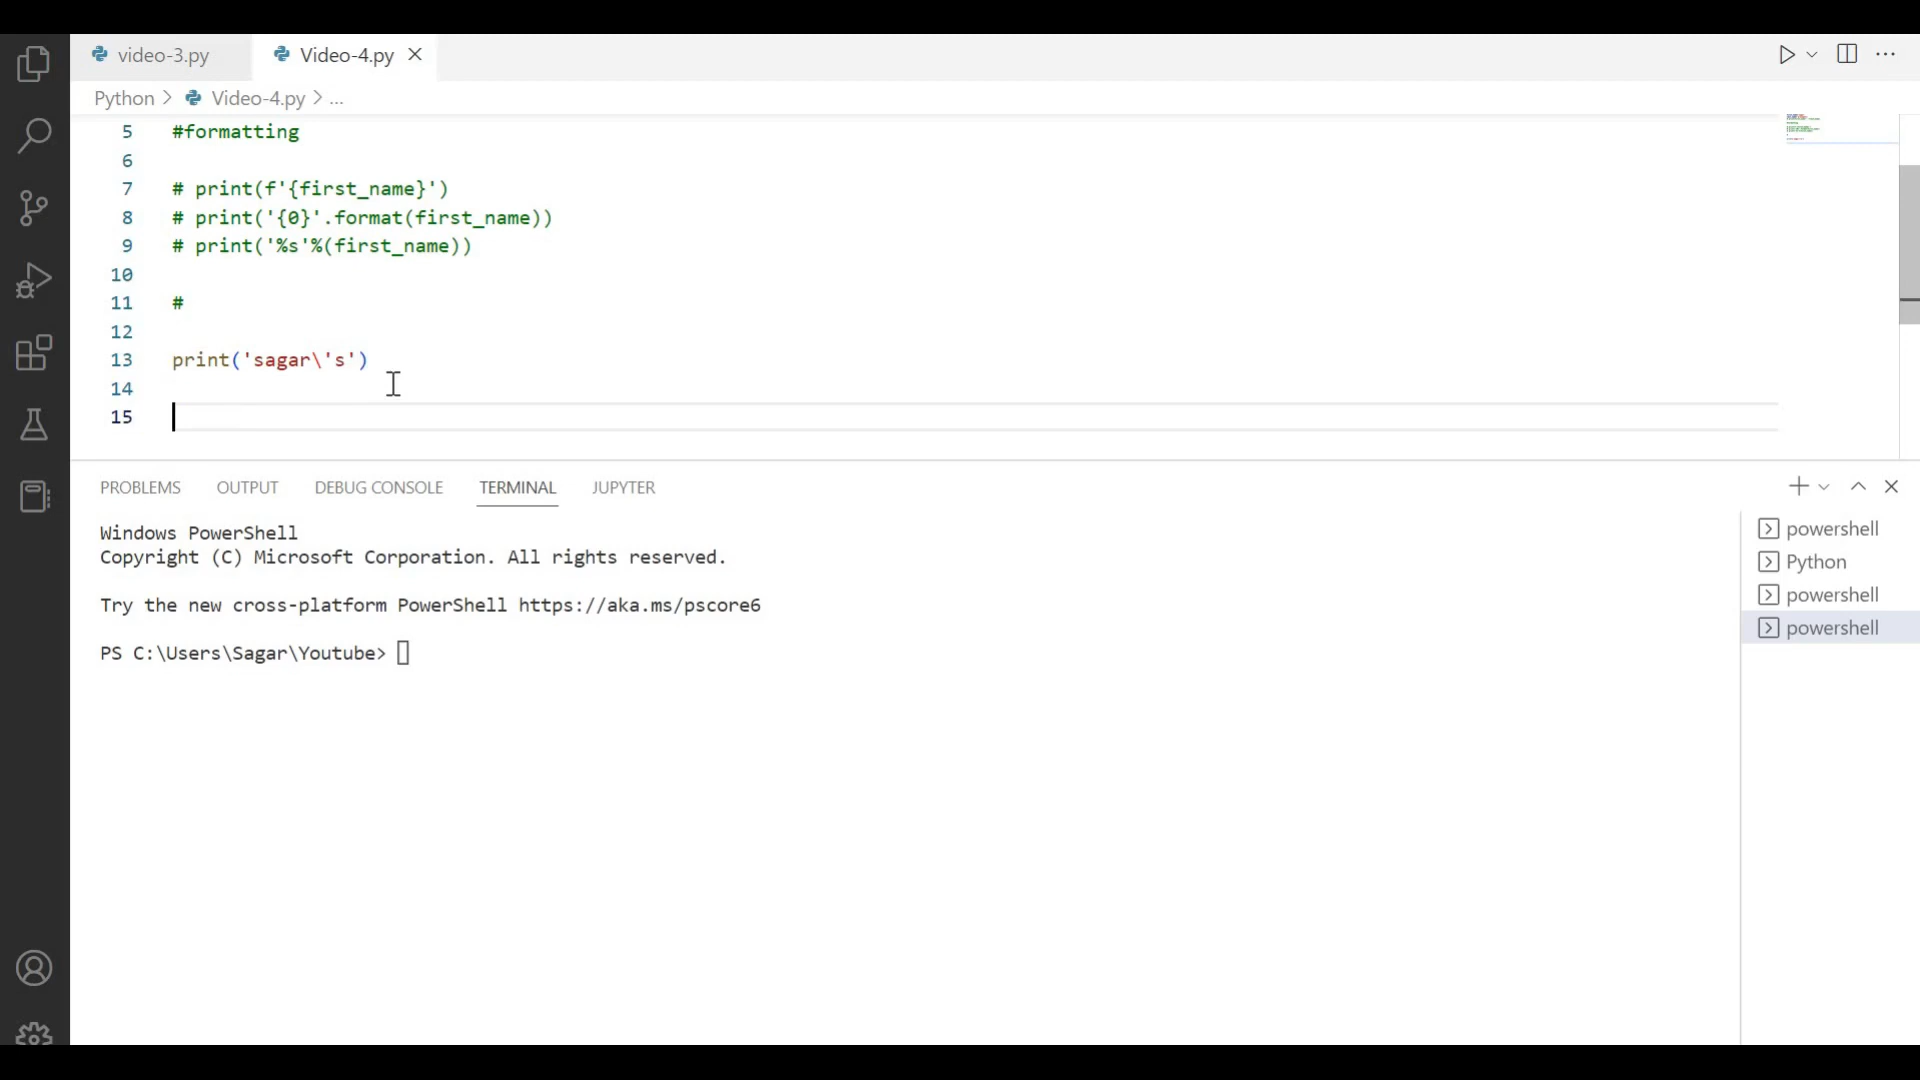 video-3.py
Video-4.py
Python > Video-4.py > ...
5 #formatting
6
7 # print(f'{first_name}')
8 # print('{0}'.format(first_name))
9 # print('%s'%(first_name))
10
11 #
12
13 print('sagar\'s')
14
15
PROBLEMS OUTPUT DEBUG CONSOLE TERMINAL JUPYTER
Windows PowerShell
Copyright (C) Microsoft Corporation. All rights reserved.
Try the new cross-platform PowerShell https://aka.ms/pscore6
PS C:\Users\Sagar\Youtube>
powershell
Python
powershell
powershell